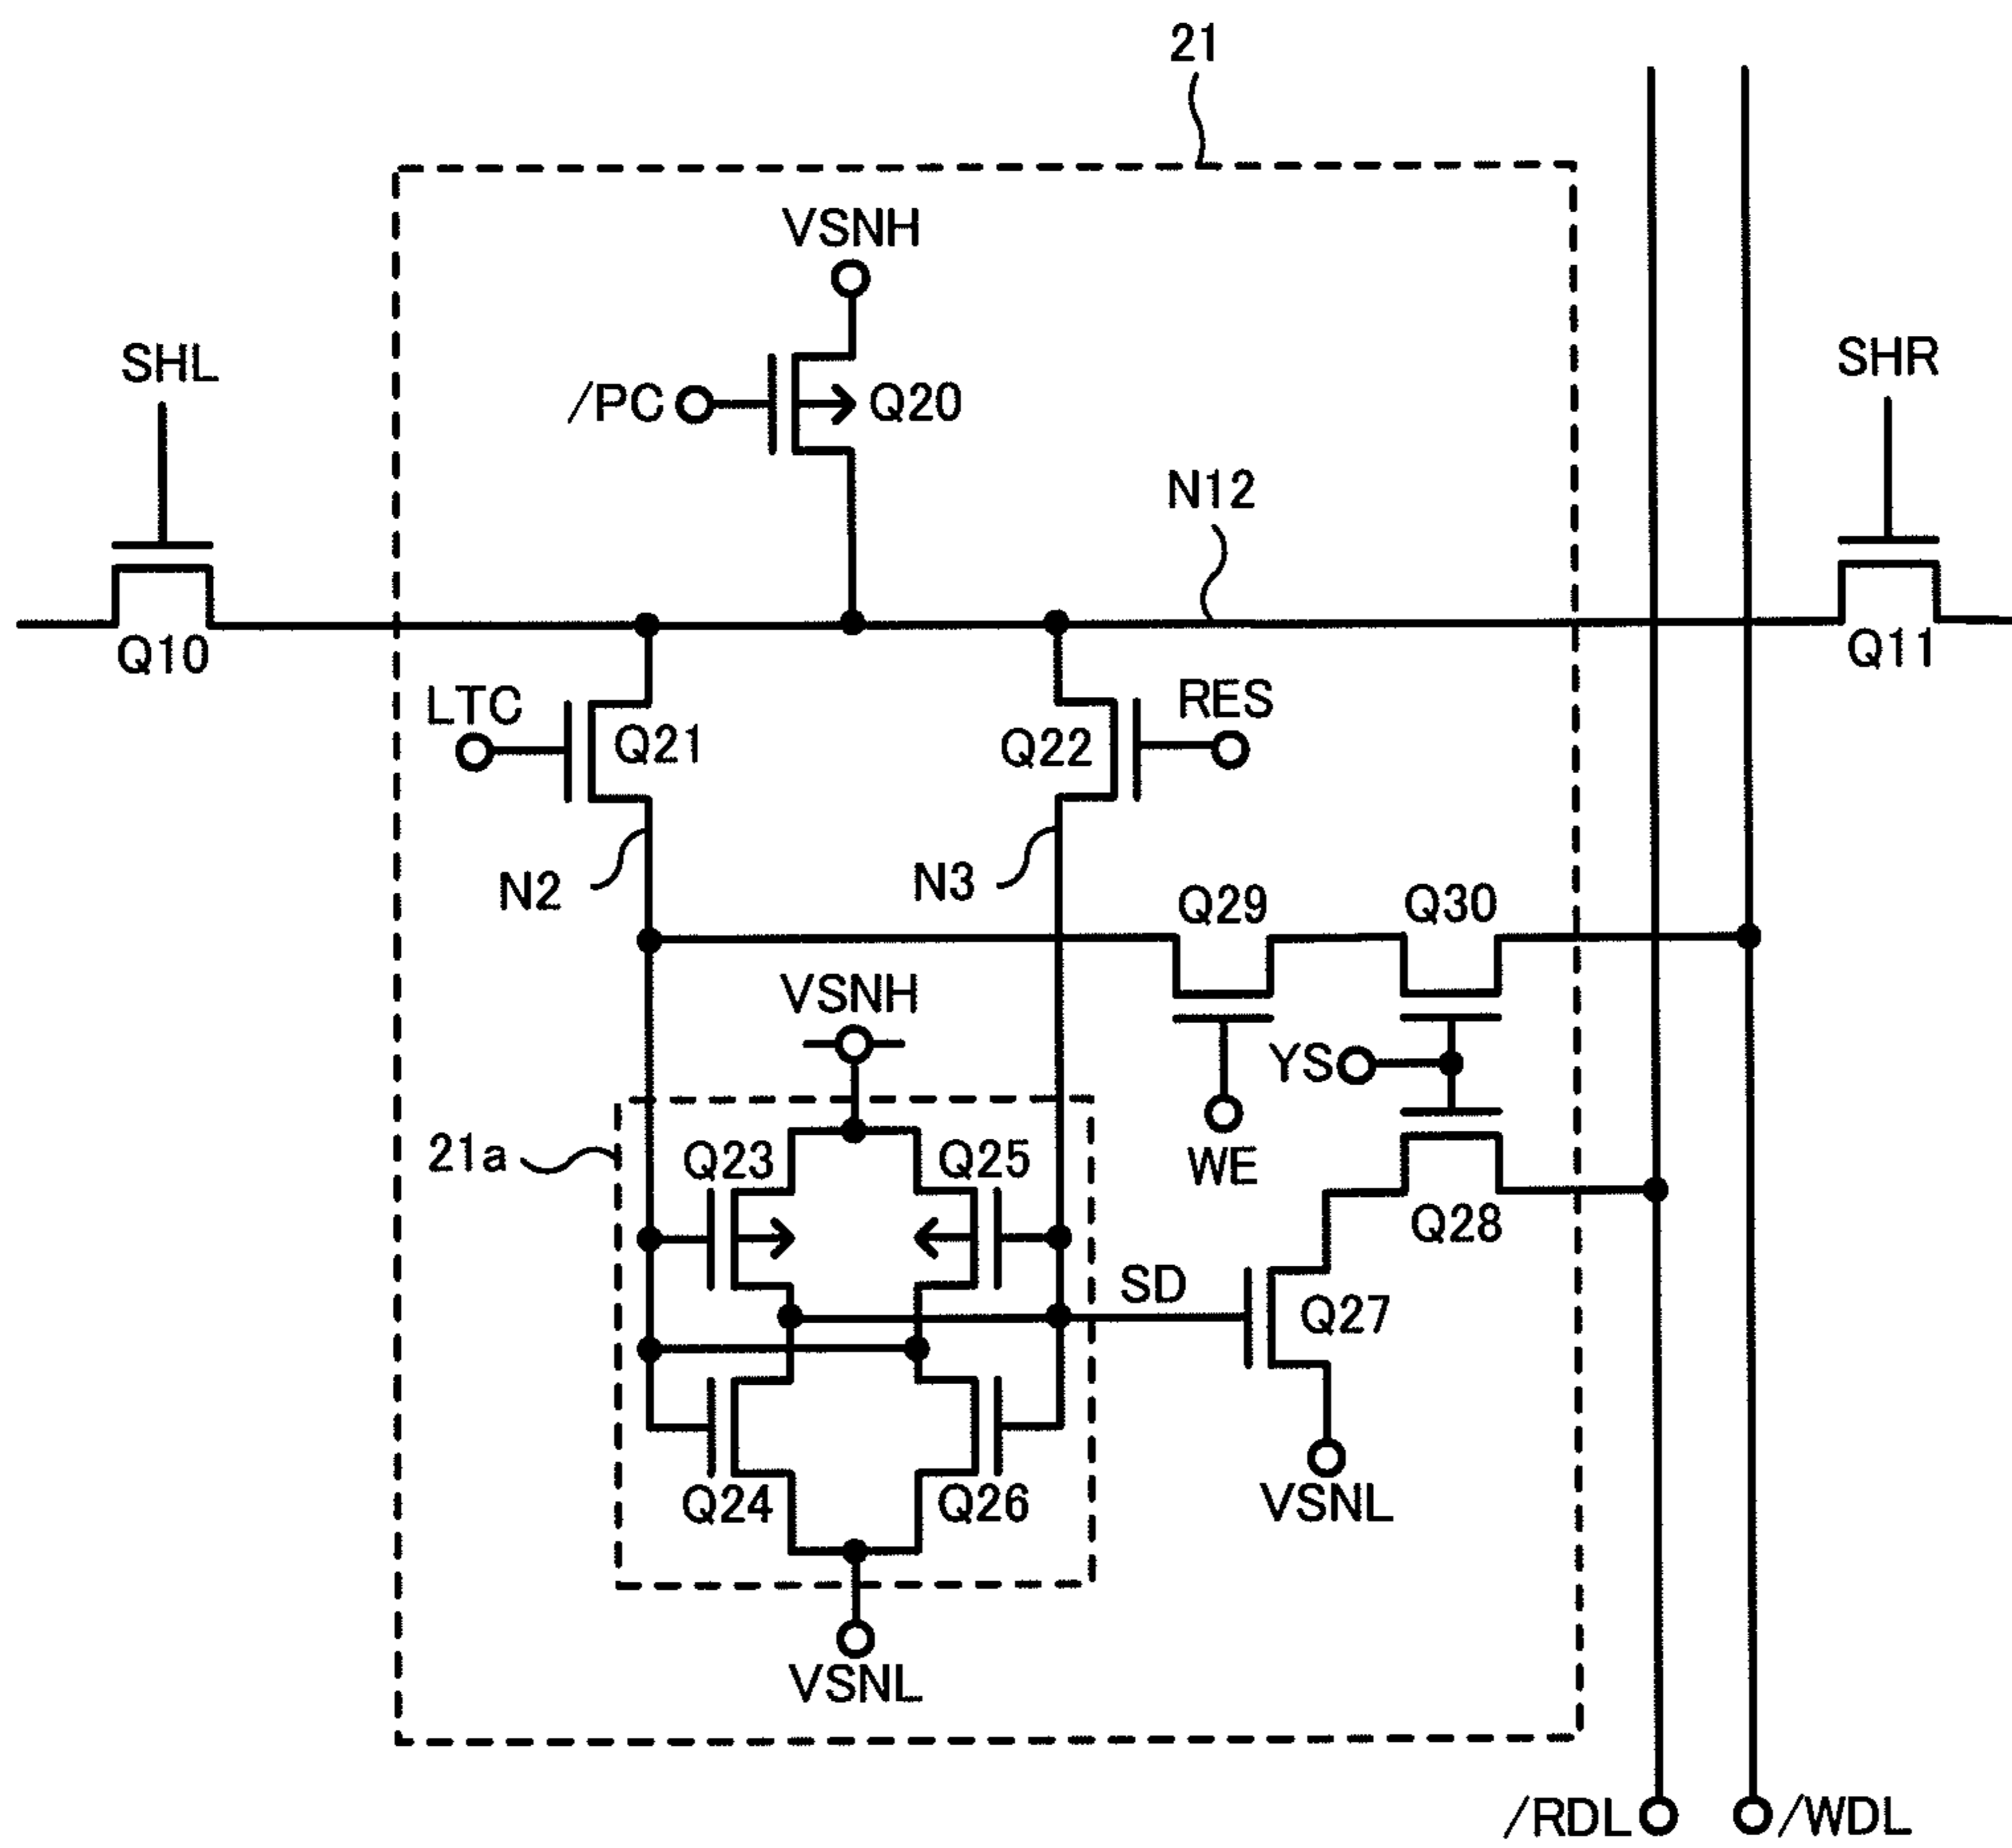 21
VSNH
SHL
SHR
/PC
Q20
N12
Q10
Q11
LTC
Q21
Q22
RES
N2
N3
Q29
Q30
VSNH
YS
21a
Q23
Q25
WE
Q28
SD
Q27
Q24
Q26
VSNL
VSNL
/RDL
/WDL